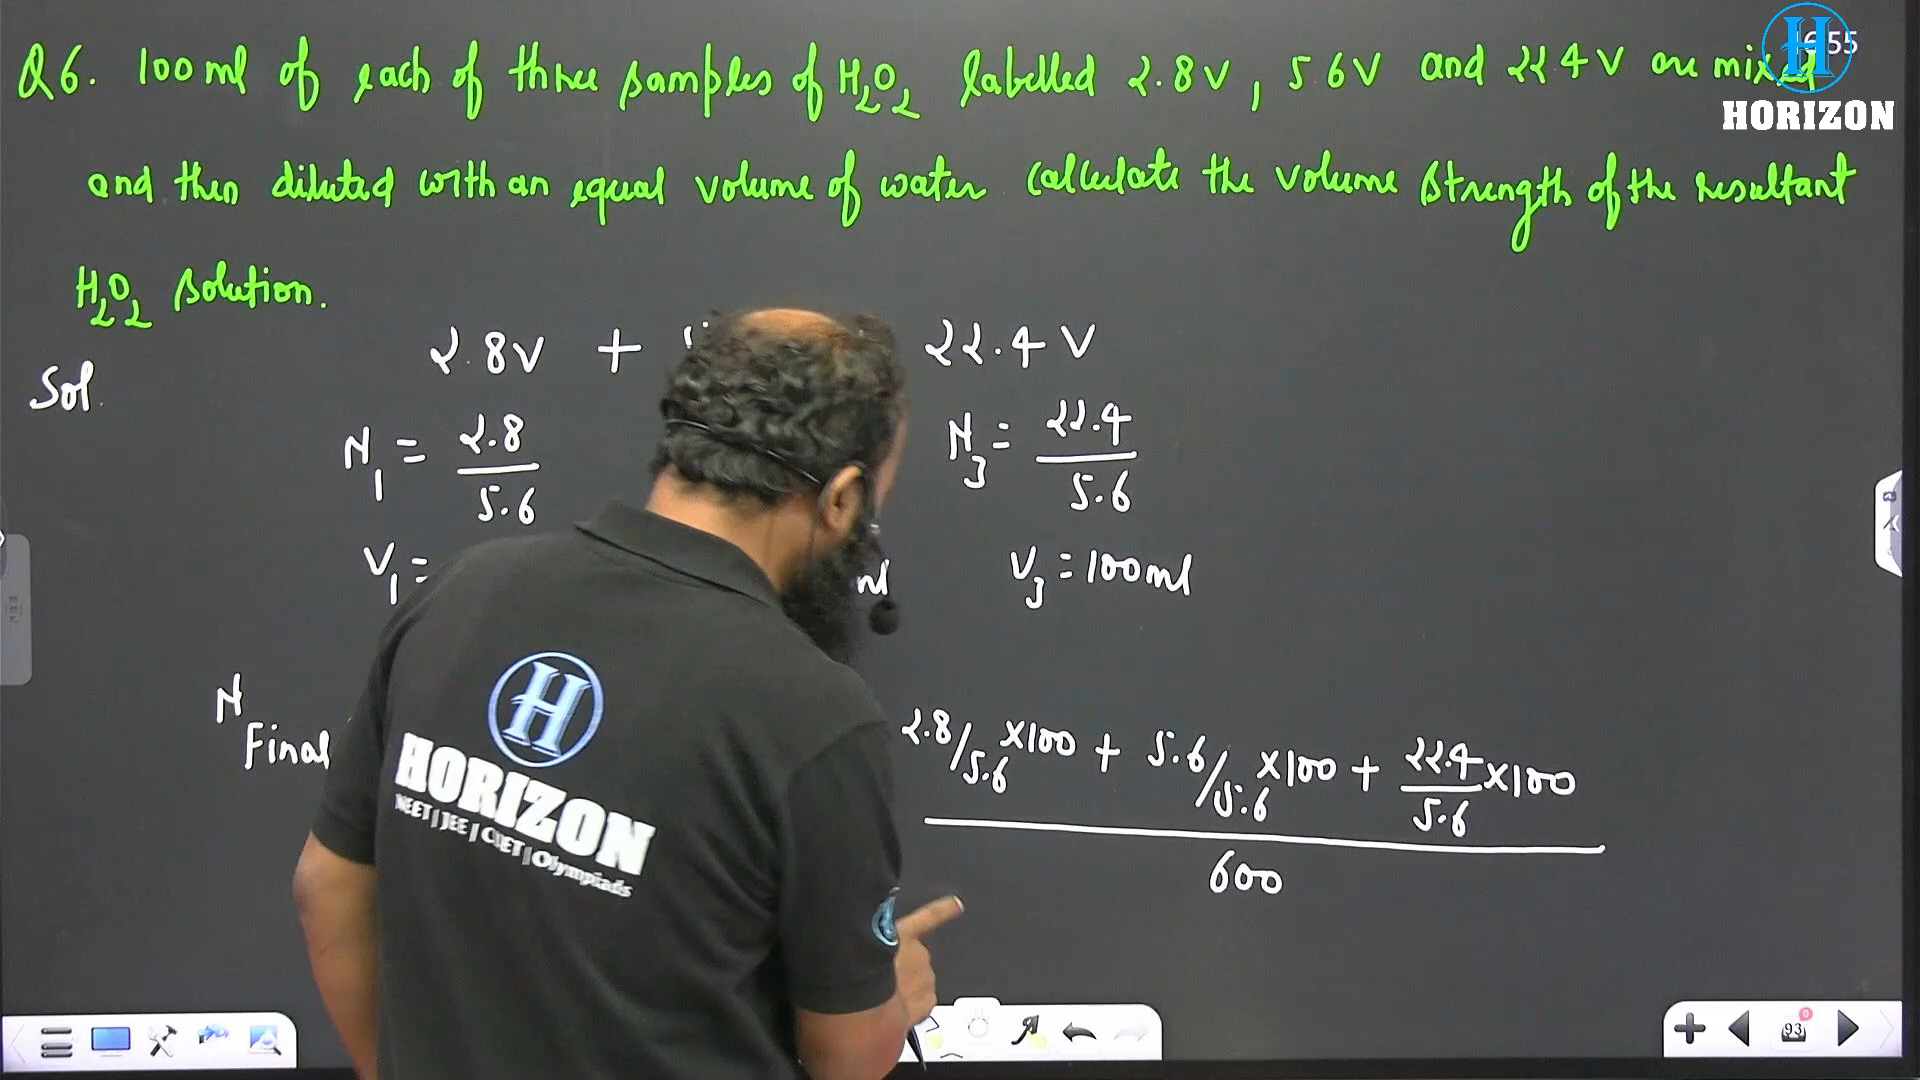 Q6. 100ml of each of three samples of H2O2 labelled 2.8V, 5.6V and 22.4V are mixed
HORIZON
and then diluted with an equal volume of water calculate the volume strength of the resultant
H2O2 solution.
Sol.
2.8V + 22.4V
N1 = 2.8/5.6 N3 = 22.4/5.6
V1 = ml V3 = 100ml
N Final
2.8/5.6 ×100 + 5.6/5.6 ×100 + 22.4/5.6 ×100
600
H
HORIZON
NEET | JEE | CUET | Olympiads
93